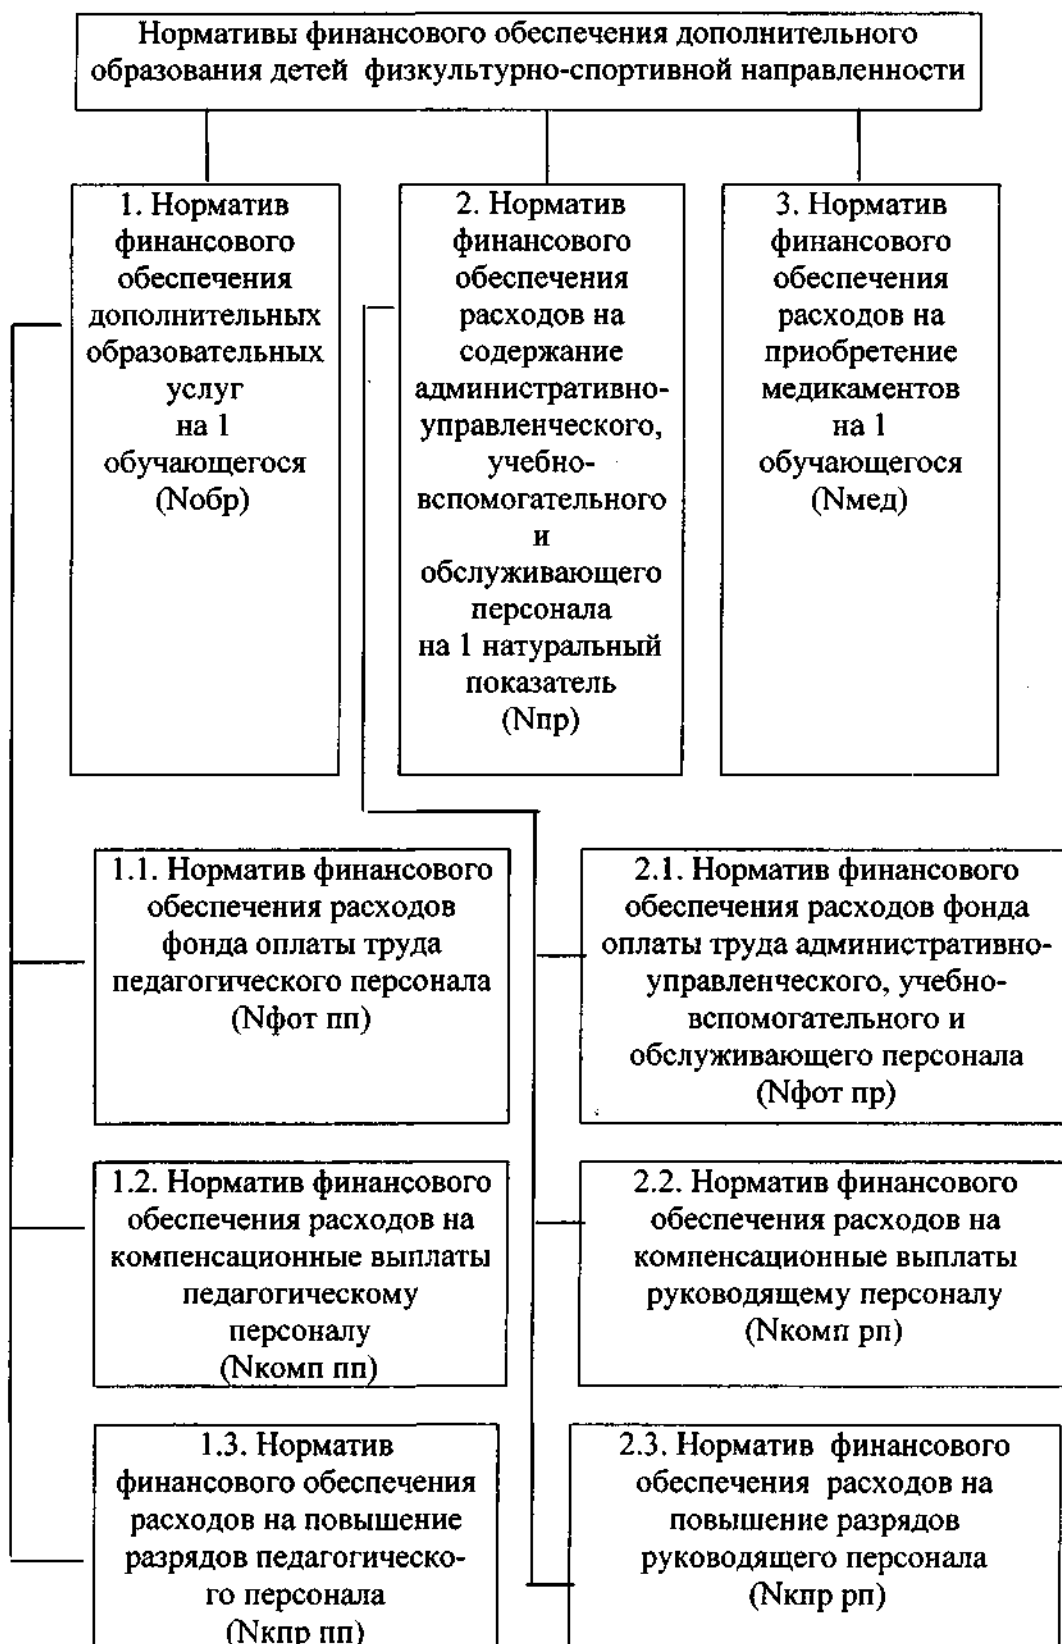 Нормативы финансового обеспечения дополнительного
образования детей физкультурно-спортивной направленности
1. Норматив
финансового
обеспечения
дополнительных
образовательных
услуг
на 1
обучающегося
(Nобр)
2. Норматив
финансового
обеспечения
расходов на
содержание
административно-
управленческого,
учебно-
вспомогательного
и
обслуживающего
персонала
на 1 натуральный
показатель
(Nпр)
3. Норматив
финансового
обеспечения
расходов на
приобретение
медикаментов
на 1
обучающегося
(Nмед)
1.1. Норматив финансового
обеспечения расходов
фонда оплаты труда
педагогического персонала
(Nфот пп)
2.1. Норматив финансового
обеспечения расходов фонда
оплаты труда административно-
управленческого, учебно-
вспомогательного и
обслуживающего персонала
(Nфот пр)
1.2. Норматив финансового
обеспечения расходов на
компенсационные выплаты
педагогическому
персоналу
(Nкомп пп)
2.2. Норматив финансового
обеспечения расходов на
компенсационные выплаты
руководящему персоналу
(Nкомп рп)
1.3. Норматив
финансового обеспечения
расходов на повышение
разрядов педагогическо-
го персонала
(Nкпр пп)
2.3. Норматив финансового
обеспечения расходов на
повышение разрядов
руководящего персонала
(Nкпр рп)